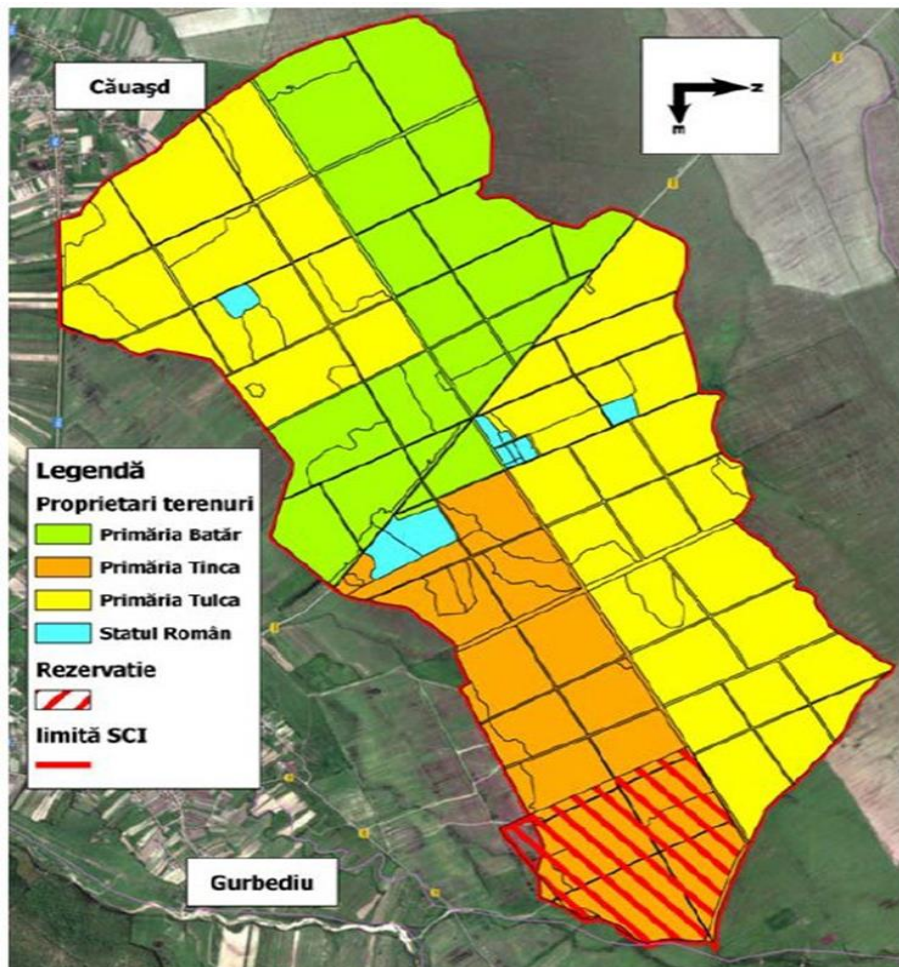 Căuaşd
N
E
Legendă
Proprietari terenuri
Primăria Batăr
Primăria Tinca
Primăria Tulca
Statul Român
Rezervatie
limită SCI
Gurbediu